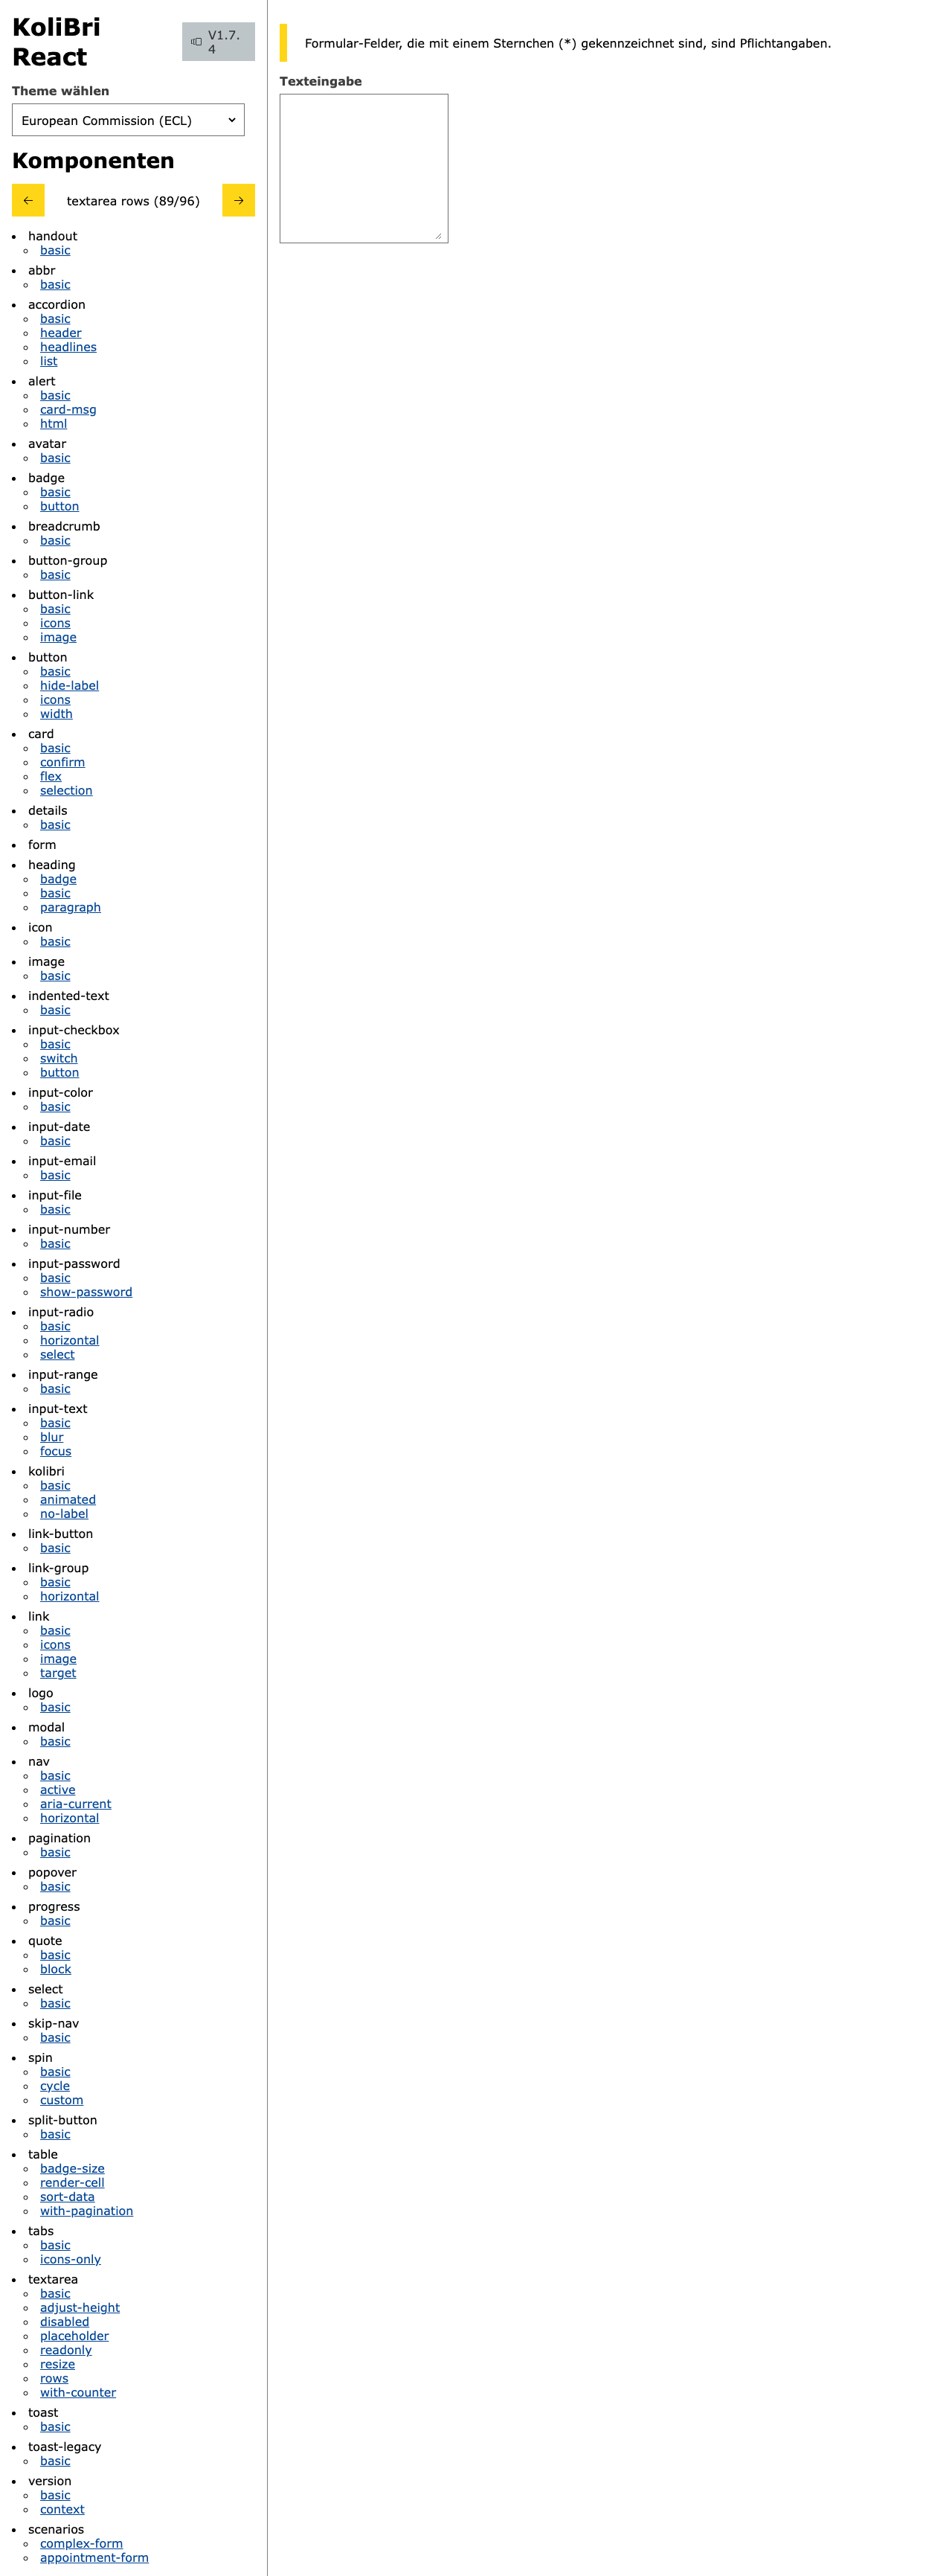 KoliBri
React
V1.7.
4
Theme wählen
European Commission (ECL)
Komponenten
textarea rows (89/96)
handout
basic
abbr
basic
accordion
basic
header
headlines
list
alert
basic
card-msg
html
avatar
basic
badge
basic
button
breadcrumb
basic
button-group
basic
button-link
basic
icons
image
button
basic
hide-label
icons
width
card
basic
confirm
flex
selection
details
basic
form
heading
badge
basic
paragraph
icon
basic
image
basic
indented-text
basic
input-checkbox
basic
switch
button
input-color
basic
input-date
basic
input-email
basic
input-file
basic
input-number
basic
input-password
basic
show-password
input-radio
basic
horizontal
select
input-range
basic
input-text
basic
blur
focus
kolibri
basic
animated
no-label
link-button
basic
link-group
basic
horizontal
link
basic
icons
image
target
logo
basic
modal
basic
nav
basic
active
aria-current
horizontal
pagination
basic
popover
basic
progress
basic
quote
basic
block
select
basic
skip-nav
basic
spin
basic
cycle
custom
split-button
basic
table
badge-size
render-cell
sort-data
with-pagination
tabs
basic
icons-only
textarea
basic
adjust-height
disabled
placeholder
readonly
resize
rows
with-counter
toast
basic
toast-legacy
basic
version
basic
context
scenarios
complex-form
appointment-form
Formular-Felder, die mit einem Sternchen (*) gekennzeichnet sind, sind Pflichtangaben.
Texteingabe